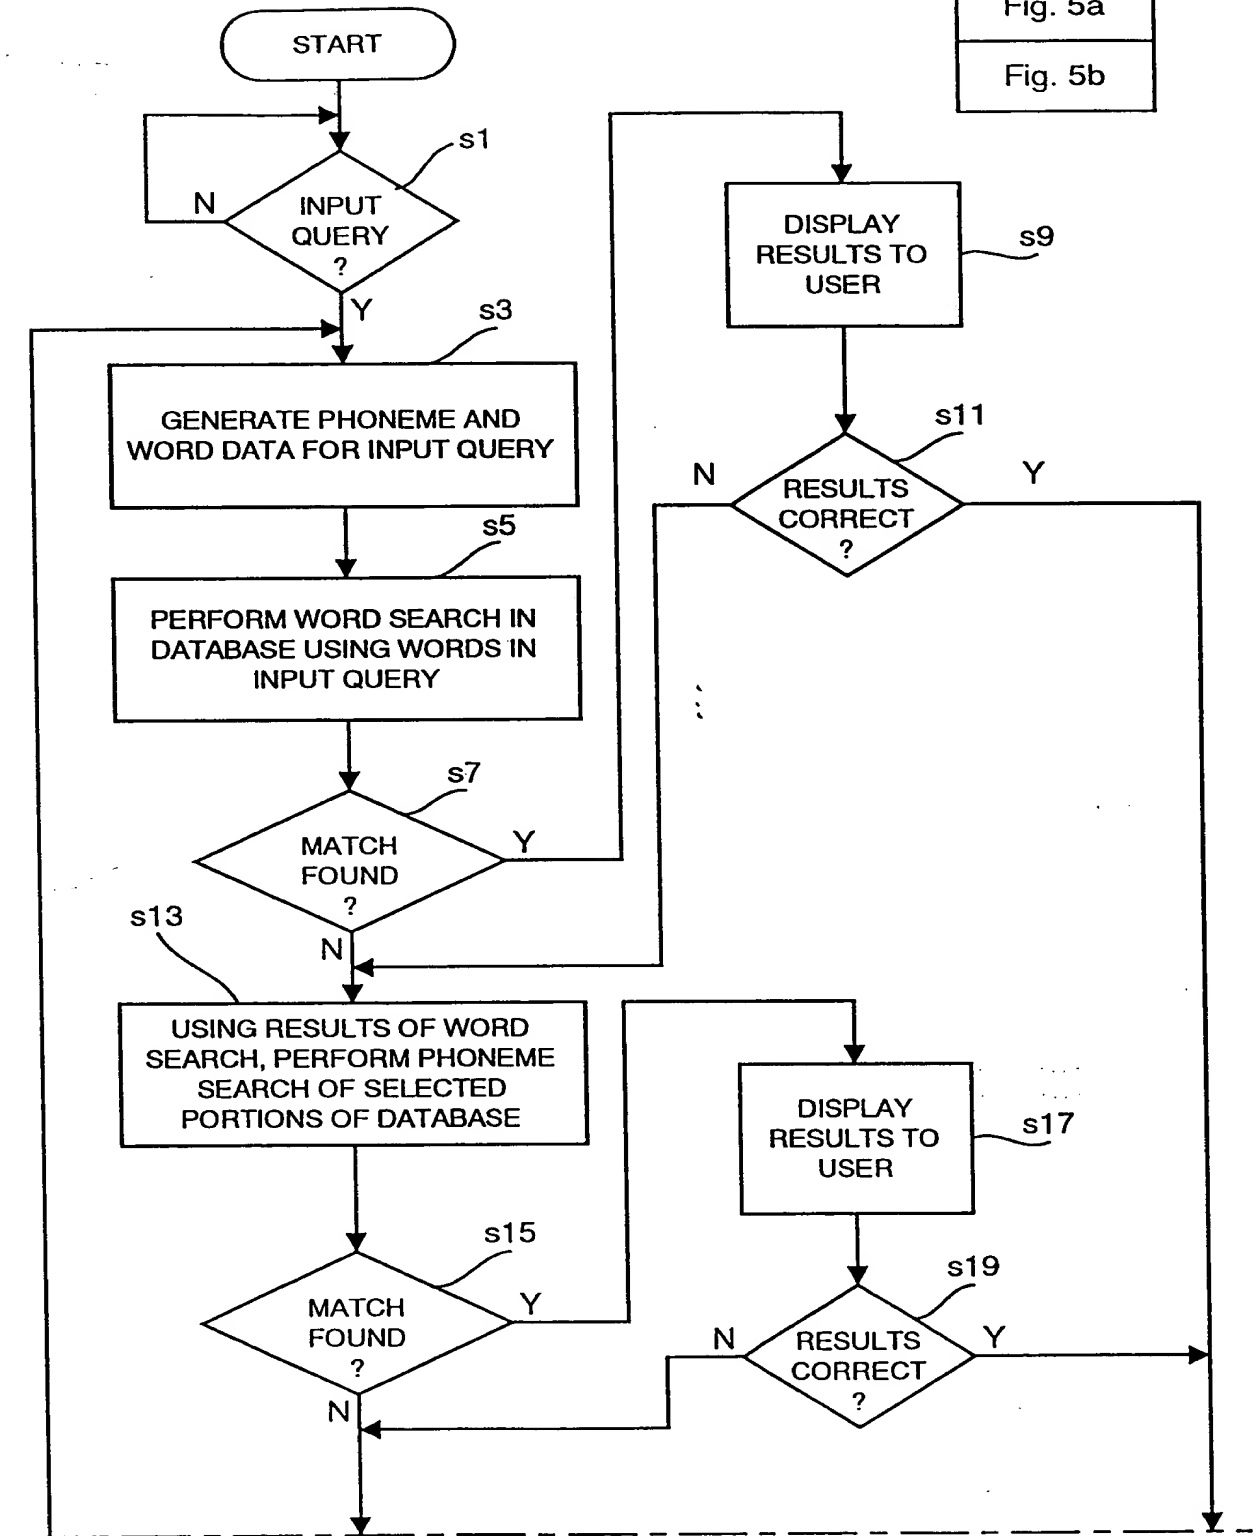 Fig. 5a
Fig. 5b
START
s1
N
INPUT
QUERY
?
Y
s3
GENERATE PHONEME AND
WORD DATA FOR INPUT QUERY
s5
PERFORM WORD SEARCH IN
DATABASE USING WORDS IN
INPUT QUERY
s7
MATCH
FOUND
?
Y
N
DISPLAY
RESULTS TO
USER
s9
s11
N
RESULTS
CORRECT
?
Y
s13
USING RESULTS OF WORD
SEARCH, PERFORM PHONEME
SEARCH OF SELECTED
PORTIONS OF DATABASE
s15
MATCH
FOUND
?
Y
N
DISPLAY
RESULTS TO
USER
s17
s19
N
RESULTS
CORRECT
?
Y